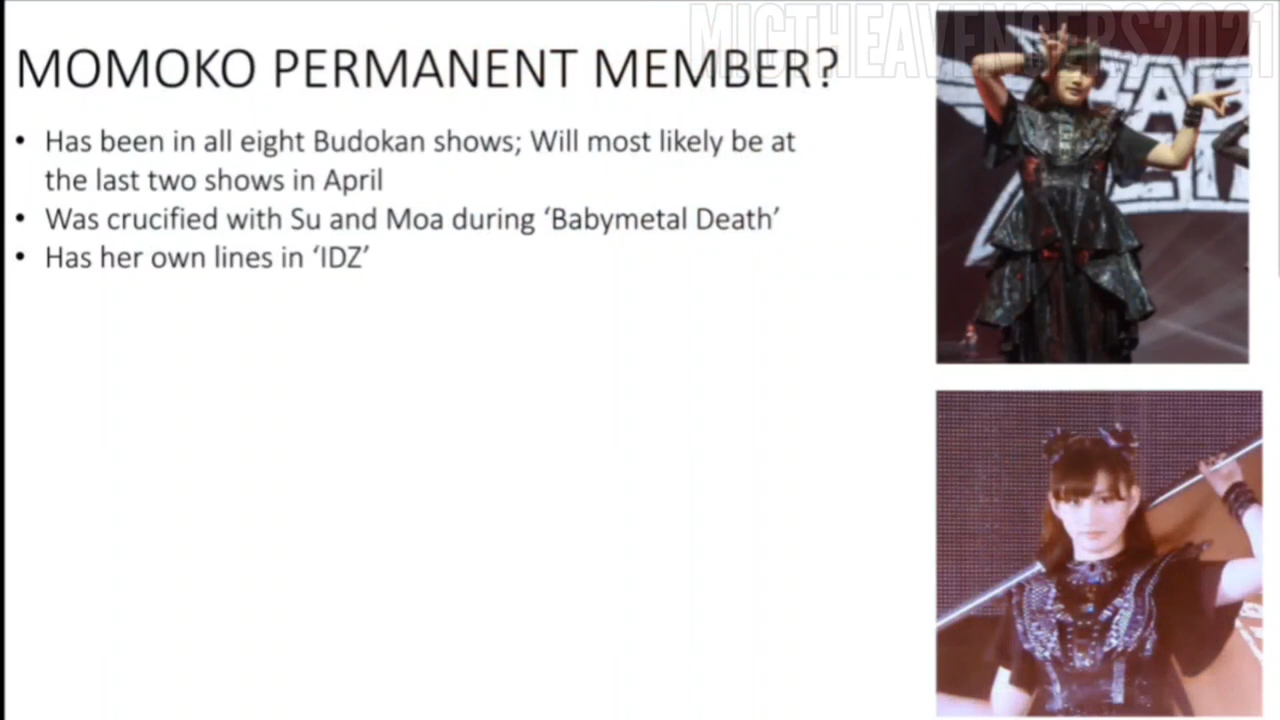 MICTHEAVENGERS2021
MOMOKO PERMANENT MEMBER?
• Has been in all eight Budokan shows; Will most likely be at
the last two shows in April
• Was crucified with Su and Moa during ‘Babymetal Death’
• Has her own lines in ‘IDZ’